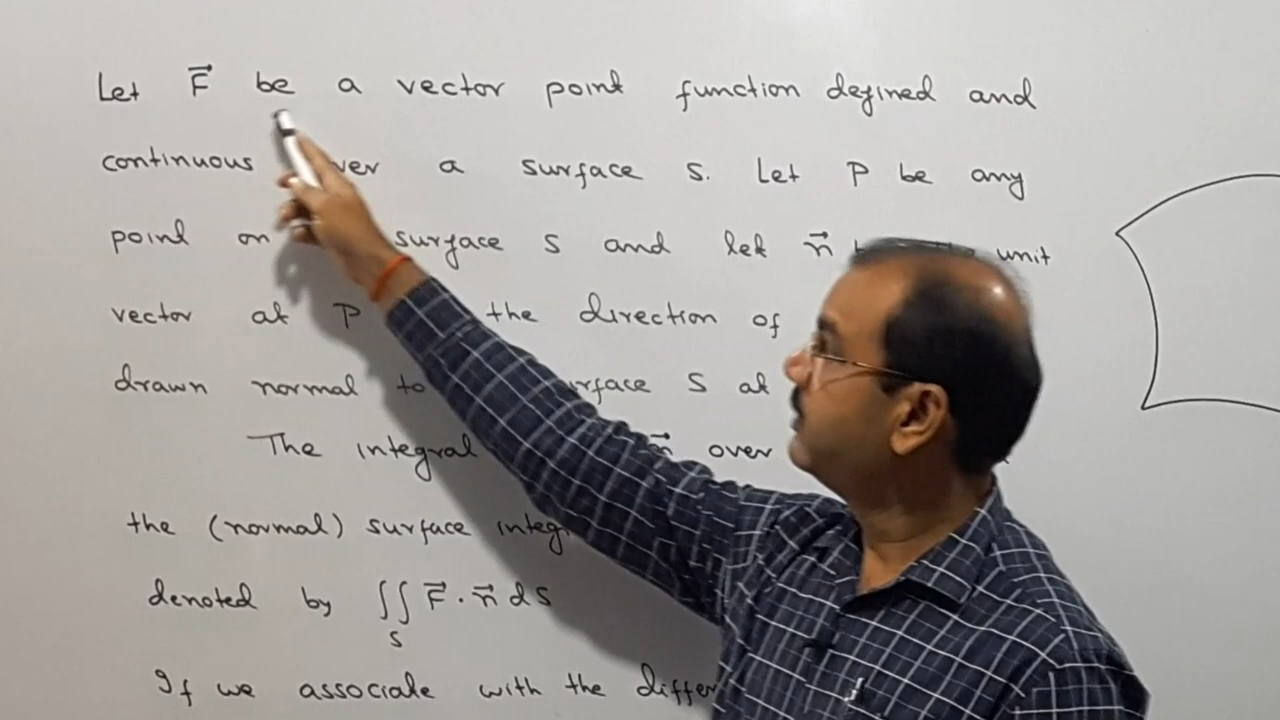 Let F⃗ be a vector point function defined and
continuous over a surface S. Let P be any
point on surface S and let n⃗ unit
vector at P the direction of
drawn normal to surface S at
The integral n⃗ over
the (normal) surface integ
denoted by ∬_S F⃗ · n⃗ dS
If we associate with the differ